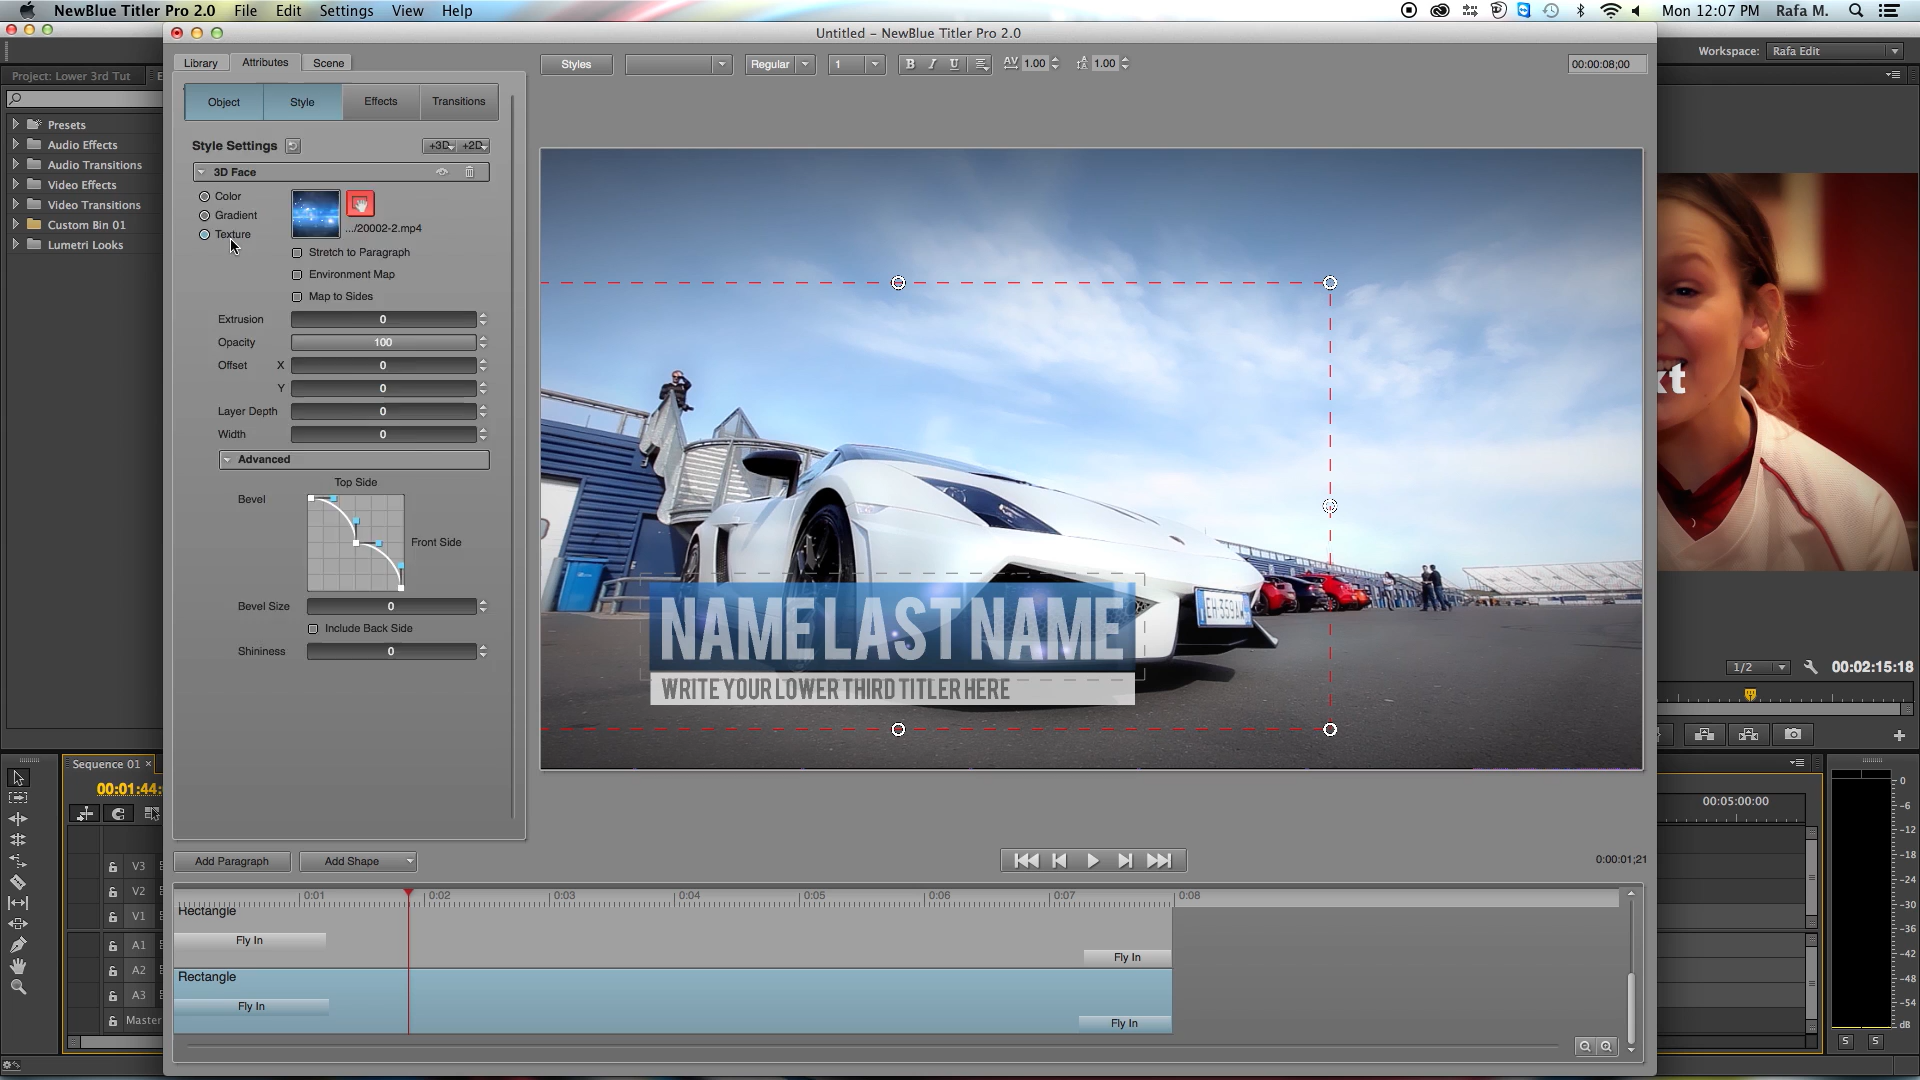 NewBlue Titler Pro 2.0 File Edit Settings View Help
Mon 12:07 PM Rafa M.
Untitled – NewBlue Titler Pro 2.0
Workspace: Rafa Edit
Library Attributes Scene
Styles Regular 1 B I U AV 1.00 1.00 00:00:08;00
Project: Lower 3rd Tut
Object Style Effects Transitions
Presets
Audio Effects
Audio Transitions
Video Effects
Video Transitions
Custom Bin 01
Lumetri Looks
Style Settings +3D +2D
3D Face
Color
Gradient
Texture
.../20002-2.mp4
Stretch to Paragraph
Environment Map
Map to Sides
Extrusion 0
Opacity 100
Offset X 0
Y 0
Layer Depth 0
Width 0
Advanced
Top Side
Bevel
Front Side
Bevel Size 0
Include Back Side
Shininess 0
NAME LAST NAME
WRITE YOUR LOWER THIRD TITLER HERE
EH 359AK
xt
1/2 00:02:15:18
Sequence 01 ×
00:01:44:
V3
V2
V1
A1
A2
A3
Master
Add Paragraph Add Shape
0:00:01;21
0:01 0:02 0:03 0:04 0:05 0:06 0:07 0:08
Rectangle
Fly In
Fly In
Rectangle
Fly In
Fly In
00:05:00:00
0
-6
-12
-18
-24
-30
-36
-42
-48
-54
dB
S S